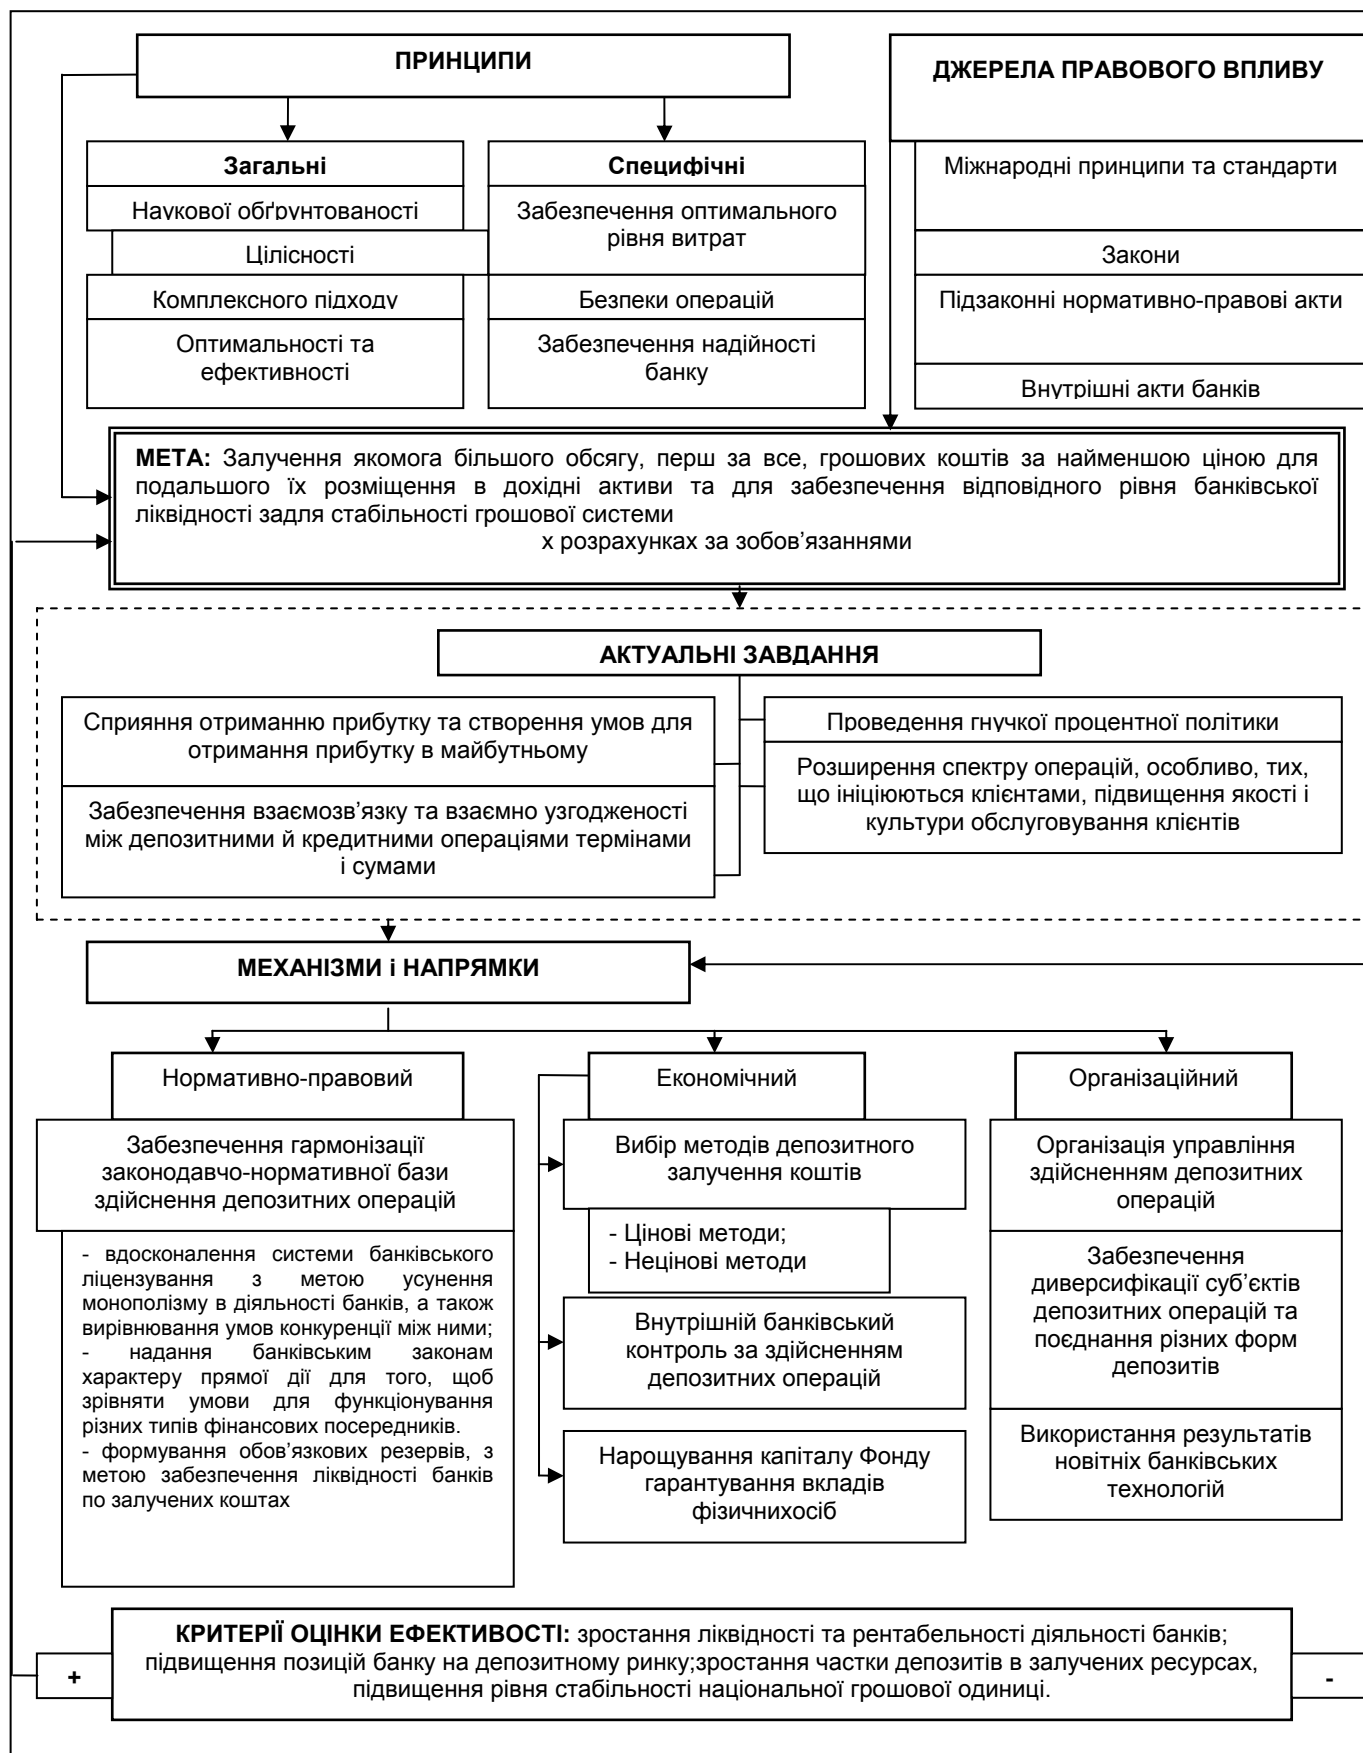 ПРИНЦИПИ
ДЖЕРЕЛА ПРАВОВОГО ВПЛИВУ
Загальні
Наукової обґрунтованості
Цілісності
Комплексного підходу
Оптимальності та
ефективності
Специфічні
Забезпечення оптимального
рівня витрат
Безпеки операцій
Забезпечення надійності
банку
Міжнародні принципи та стандарти
Закони
Підзаконні нормативно-правові акти
Внутрішні акти банків
МЕТА: Залучення якомога більшого обсягу, перш за все, грошових коштів за найменшою ціною для
подальшого їх розміщення в дохідні активи та для забезпечення відповідного рівня банківської
ліквідності задля стабільності грошової системи
х розрахунках за зобов’язаннями
АКТУАЛЬНІ ЗАВДАННЯ
Сприяння отриманню прибутку та створення умов для
отримання прибутку в майбутньому
Забезпечення взаємозв’язку та взаємно узгодженості
між депозитними й кредитними операціями термінами
і сумами
Проведення гнучкої процентної політики
Розширення спектру операцій, особливо, тих,
що ініціюються клієнтами, підвищення якості і
культури обслуговування клієнтів
МЕХАНІЗМИ і НАПРЯМКИ
Нормативно-правовий
Забезпечення гармонізації
законодавчо-нормативної бази
здійснення депозитних операцій
- вдосконалення системи банківського
ліцензування з метою усунення
монополізму в діяльності банків, а також
вирівнювання умов конкуренції між ними;
- надання банківським законам
характеру прямої дії для того, щоб
зрівняти умови для функціонування
різних типів фінансових посередників.
- формування обов’язкових резервів, з
метою забезпечення ліквідності банків
по залучених коштах
Економічний
Вибір методів депозитного
залучення коштів
- Цінові методи;
- Нецінові методи
Внутрішній банківський
контроль за здійсненням
депозитних операцій
Нарощування капіталу Фонду
гарантування вкладів
фізичнихосіб
Організаційний
Організація управління
здійсненням депозитних
операцій
Забезпечення
диверсифікації суб’єктів
депозитних операцій та
поєднання різних форм
депозитів
Використання результатів
новітніх банківських
технологій
КРИТЕРІЇ ОЦІНКИ ЕФЕКТИВОСТІ: зростання ліквідності та рентабельності діяльності банків;
підвищення позицій банку на депозитному ринку;зростання частки депозитів в залучених ресурсах,
підвищення рівня стабільності національної грошової одиниці.
+
-